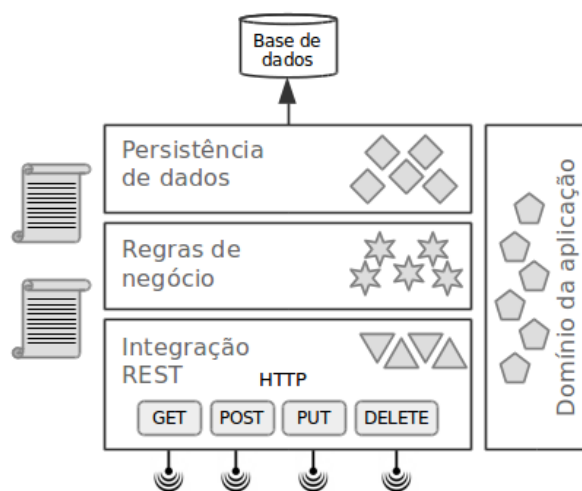 Base de
dados
Persistência
de dados
Regras de
negócio
Integração
REST
HTTP
GET
POST
PUT
DELETE
Domínio da aplicação